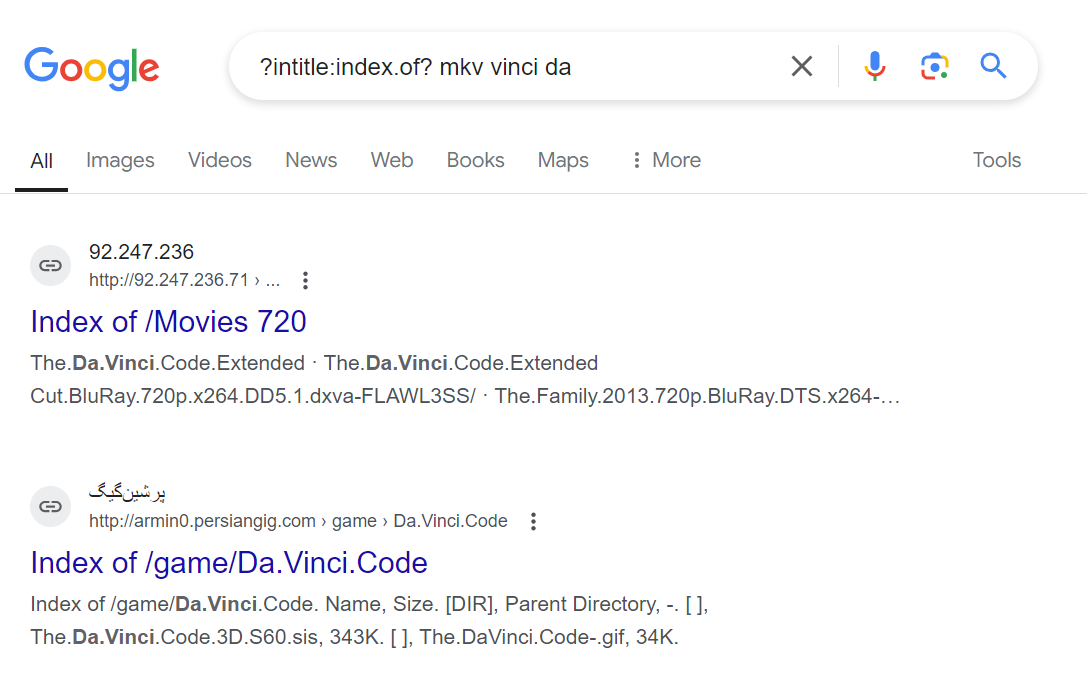 Google
?intitle:index.of? mkv vinci da
All Images Videos News Web Books Maps More Tools
92.247.236
http://92.247.236.71 › ...
Index of /Movies 720
The.Da.Vinci.Code.Extended · The.Da.Vinci.Code.Extended
Cut.BluRay.720p.x264.DD5.1.dxva-FLAWL3SS/ · The.Family.2013.720p.BluRay.DTS.x264-…
پرشین‌گیگ
http://armin0.persiangig.com › game › Da.Vinci.Code
Index of /game/Da.Vinci.Code
Index of /game/Da.Vinci.Code. Name, Size. [DIR], Parent Directory, -. [ ],
The.Da.Vinci.Code.3D.S60.sis, 343K. [ ], The.DaVinci.Code-.gif, 34K.